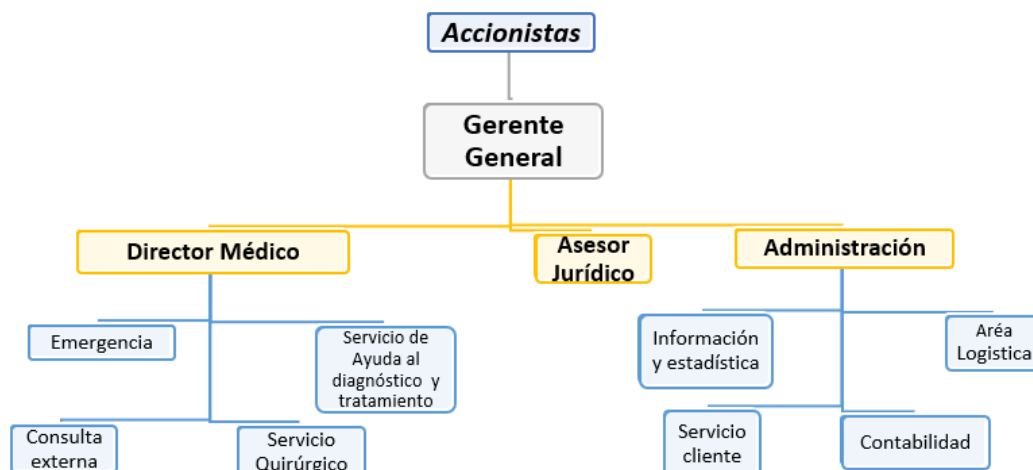 Accionistas
Gerente
General
Director Médico
Asesor
Jurídico
Administración
Emergencia
Servicio de
Ayuda al
diagnóstico y
tratamiento
Información
y estadística
Aréa
Logistica
Consulta
externa
Servicio
Quirúrgico
Servicio
cliente
Contabilidad